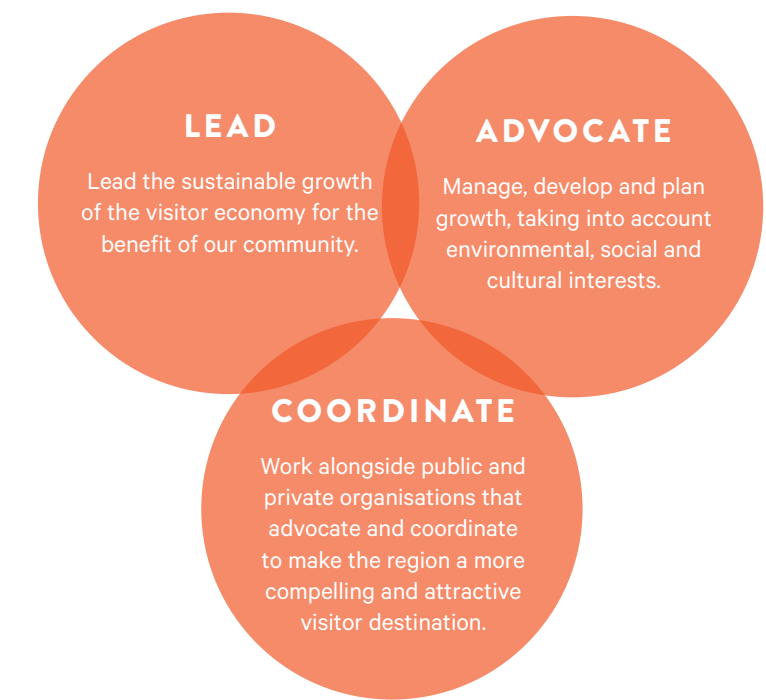 LEAD
Lead the sustainable growth
of the visitor economy for the
benefit of our community.
ADVOCATE
Manage, develop and plan
growth, taking into account
environmental, social and
cultural interests.
COORDINATE
Work alongside public and
private organisations that
advocate and coordinate
to make the region a more
compelling and attractive
visitor destination.